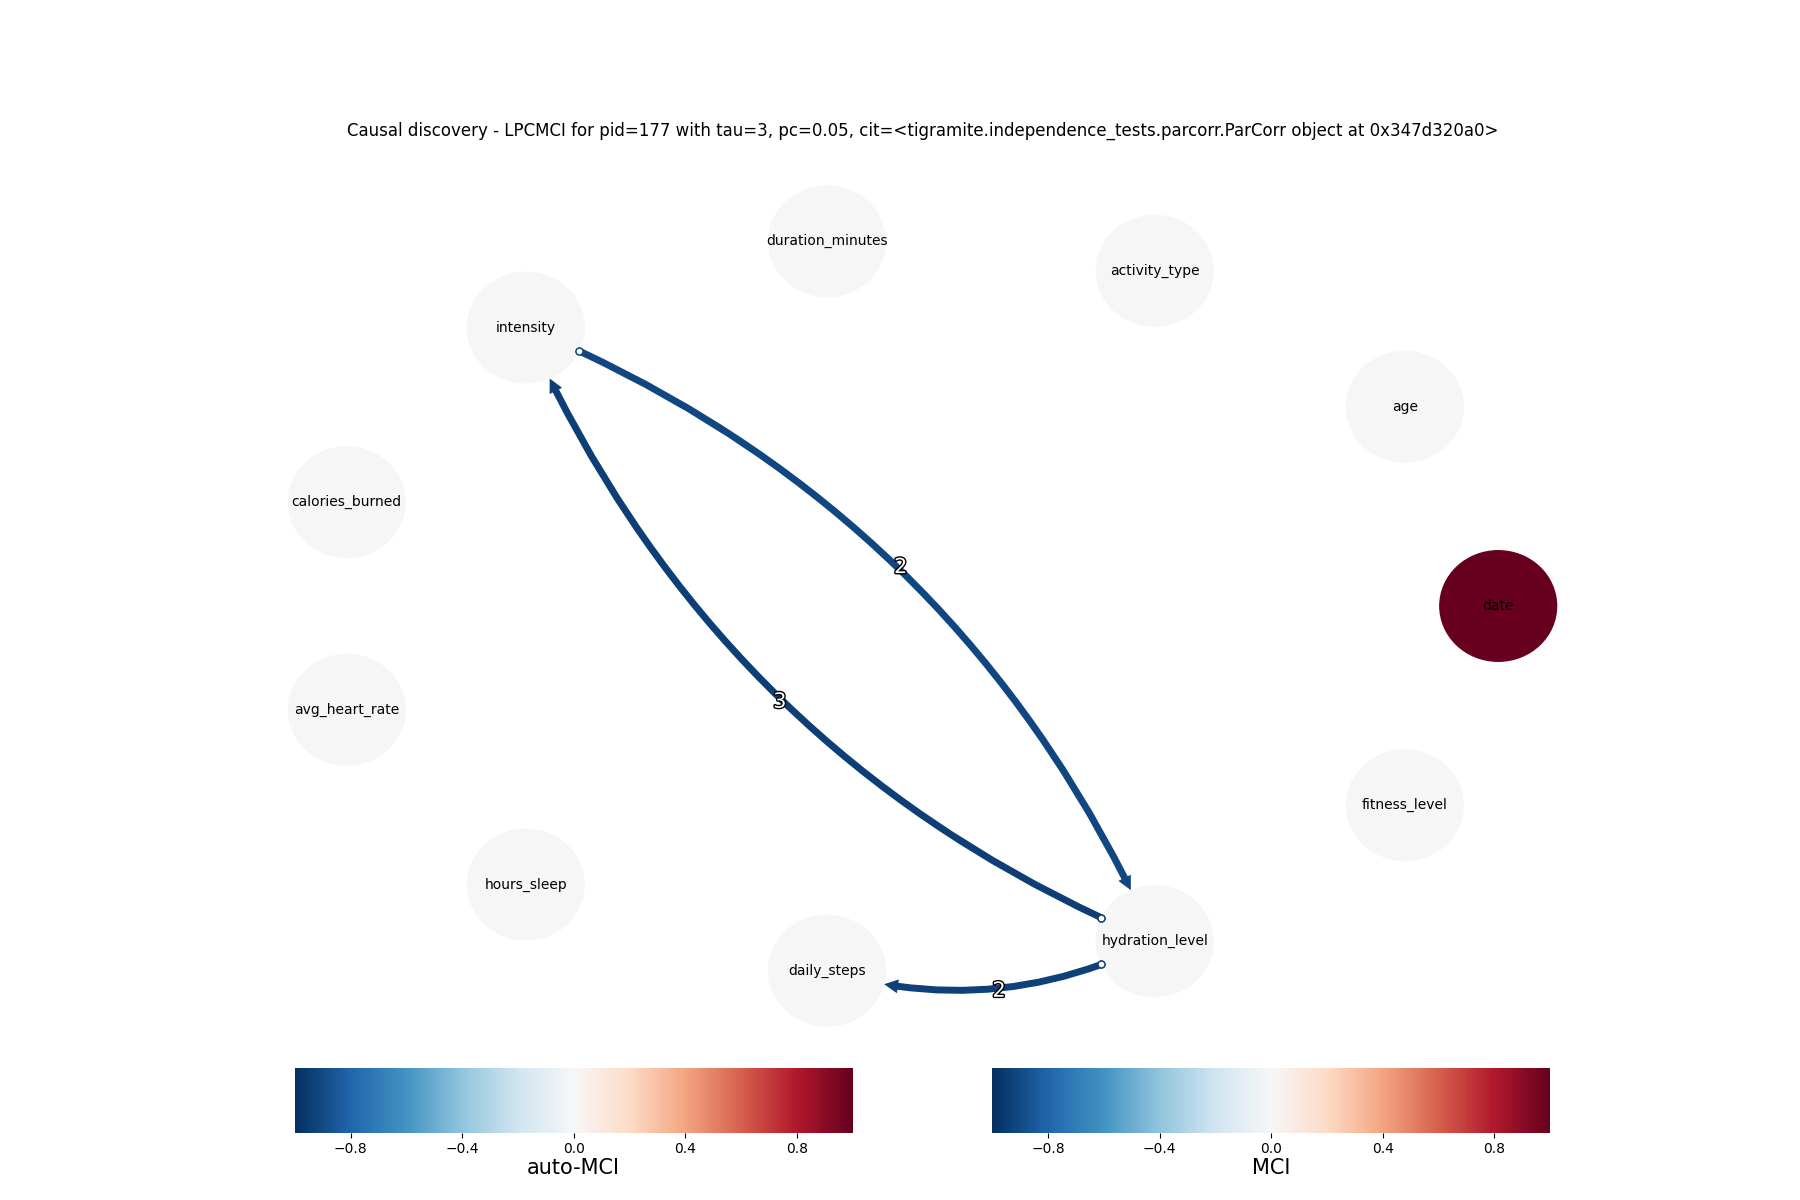 Causal discovery - LPCMCI for pid=177 with tau=3, pc=0.05, cit=<tigramite.independence_tests.parcorr.ParCorr object at 0x347d320a0>
duration_minutes
activity_type
intensity
age
calories_burned
2
date
3
avg_heart_rate
fitness_level
hours_sleep
hydration_level
daily_steps
2
−0.8 −0.4 0.0 0.4 0.8
auto-MCI
−0.8 −0.4 0.0 0.4 0.8
MCI